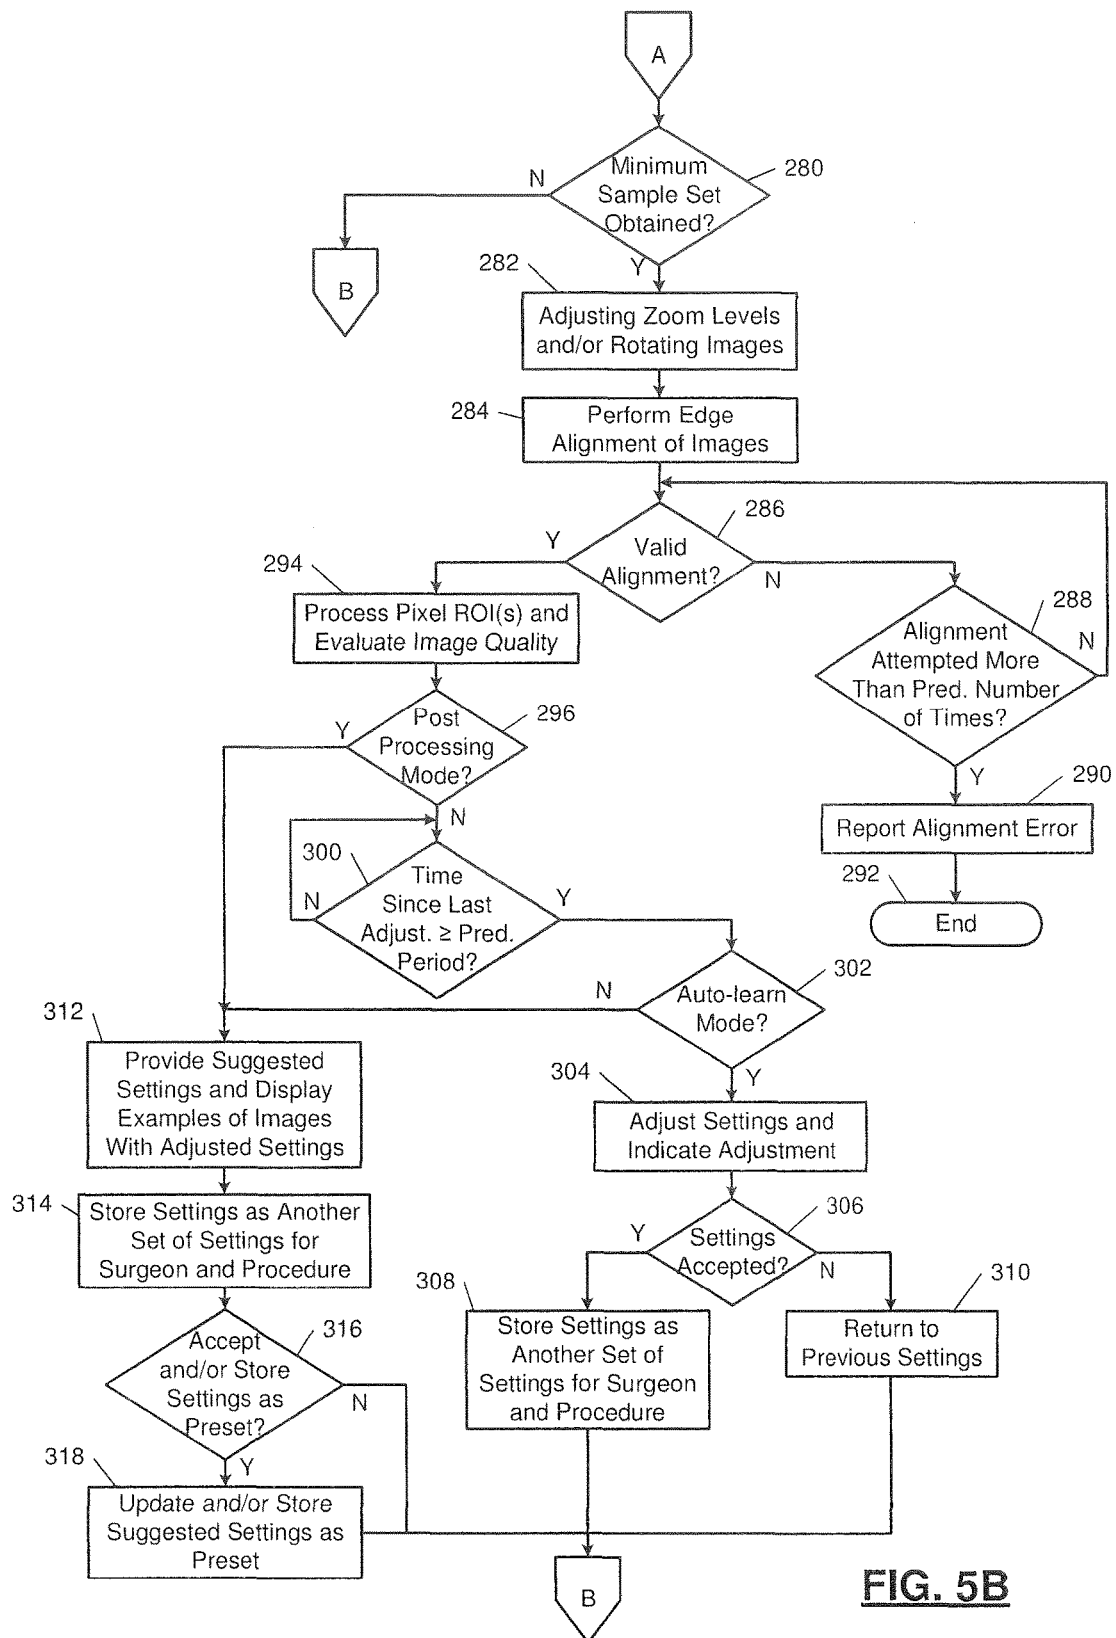 A
Minimum
Sample Set
Obtained?
280
N
Y
B
282
Adjusting Zoom Levels
and/or Rotating Images
284
Perform Edge
Alignment of Images
286
Valid
Alignment?
Y
N
294
Process Pixel ROI(s) and
Evaluate Image Quality
288
Alignment
Attempted More
Than Pred. Number
of Times?
N
Y
296
Post
Processing
Mode?
Y
N
290
Report Alignment Error
292
End
300
Time
Since Last
Adjust. ≥ Pred.
Period?
N
Y
302
Auto-learn
Mode?
N
Y
312
Provide Suggested
Settings and Display
Examples of Images
With Adjusted Settings
304
Adjust Settings and
Indicate Adjustment
314
Store Settings as Another
Set of Settings for
Surgeon and Procedure
306
Settings
Accepted?
Y
N
308
Store Settings as
Another Set of
Settings for Surgeon
and Procedure
310
Return to
Previous Settings
316
Accept
and/or Store
Settings as
Preset?
N
Y
318
Update and/or Store
Suggested Settings as
Preset
B
FIG. 5B